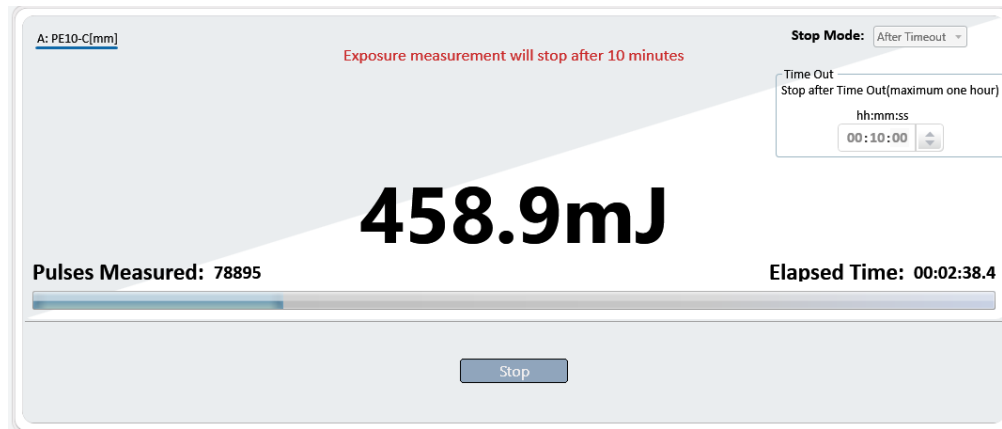 A: PE10-C[mm]
Exposure measurement will stop after 10 minutes
Stop Mode: After Timeout
Time Out
Stop after Time Out(maximum one hour)
hh:mm:ss
00:10:00
458.9mJ
Pulses Measured: 78895
Elapsed Time: 00:02:38.4
Stop